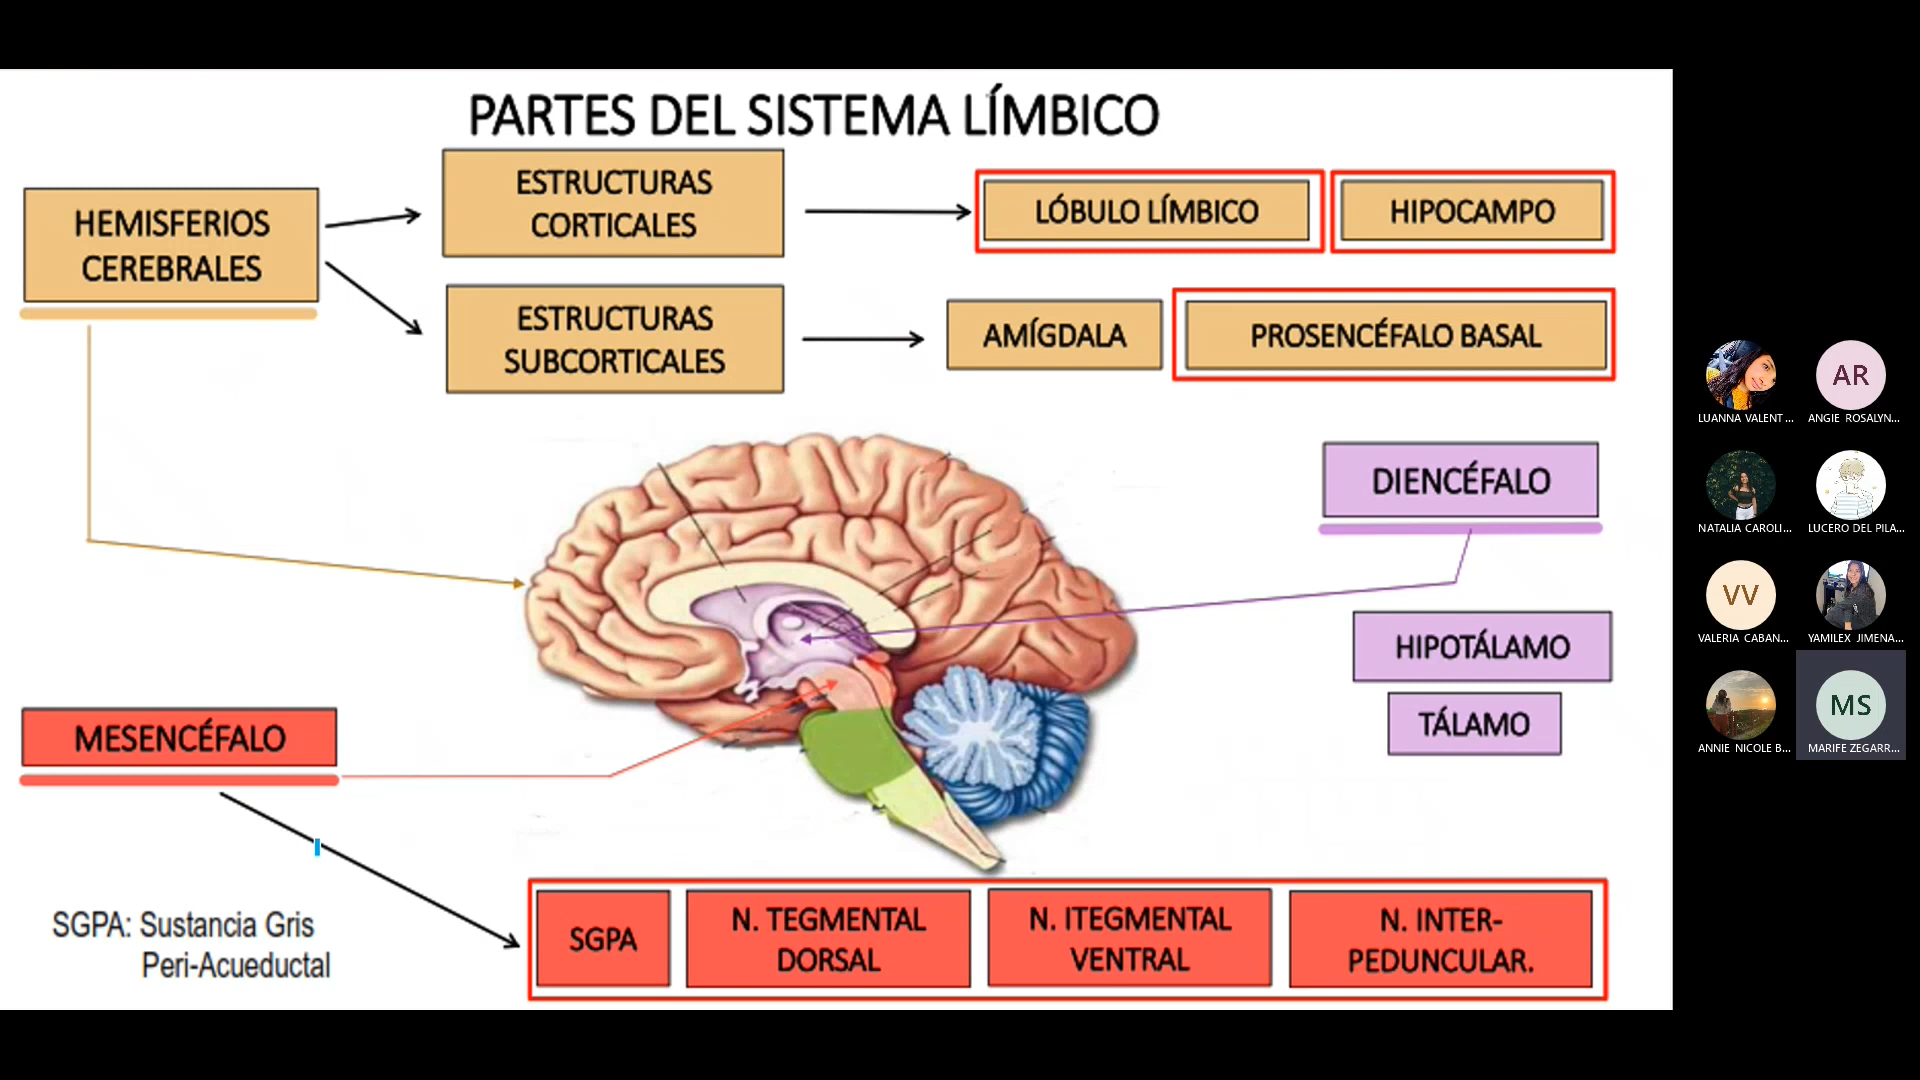 PARTES DEL SISTEMA LÍMBICO
HEMISFERIOS
CEREBRALES
ESTRUCTURAS
CORTICALES
LÓBULO LÍMBICO
HIPOCAMPO
ESTRUCTURAS
SUBCORTICALES
AMÍGDALA
PROSENCÉFALO BASAL
DIENCÉFALO
HIPOTÁLAMO
TÁLAMO
MESENCÉFALO
SGPA: Sustancia Gris
Peri-Acueductal
SGPA
N. TEGMENTAL
DORSAL
N. ITEGMENTAL
VENTRAL
N. INTER-
PEDUNCULAR.
AR
LUANNA VALENT...
ANGIE ROSALYN...
NATALIA CAROLI...
LUCERO DEL PILA...
VV
VALERIA CABAN...
YAMILEX JIMENA...
MS
ANNIE NICOLE B...
MARIFE ZEGARR...